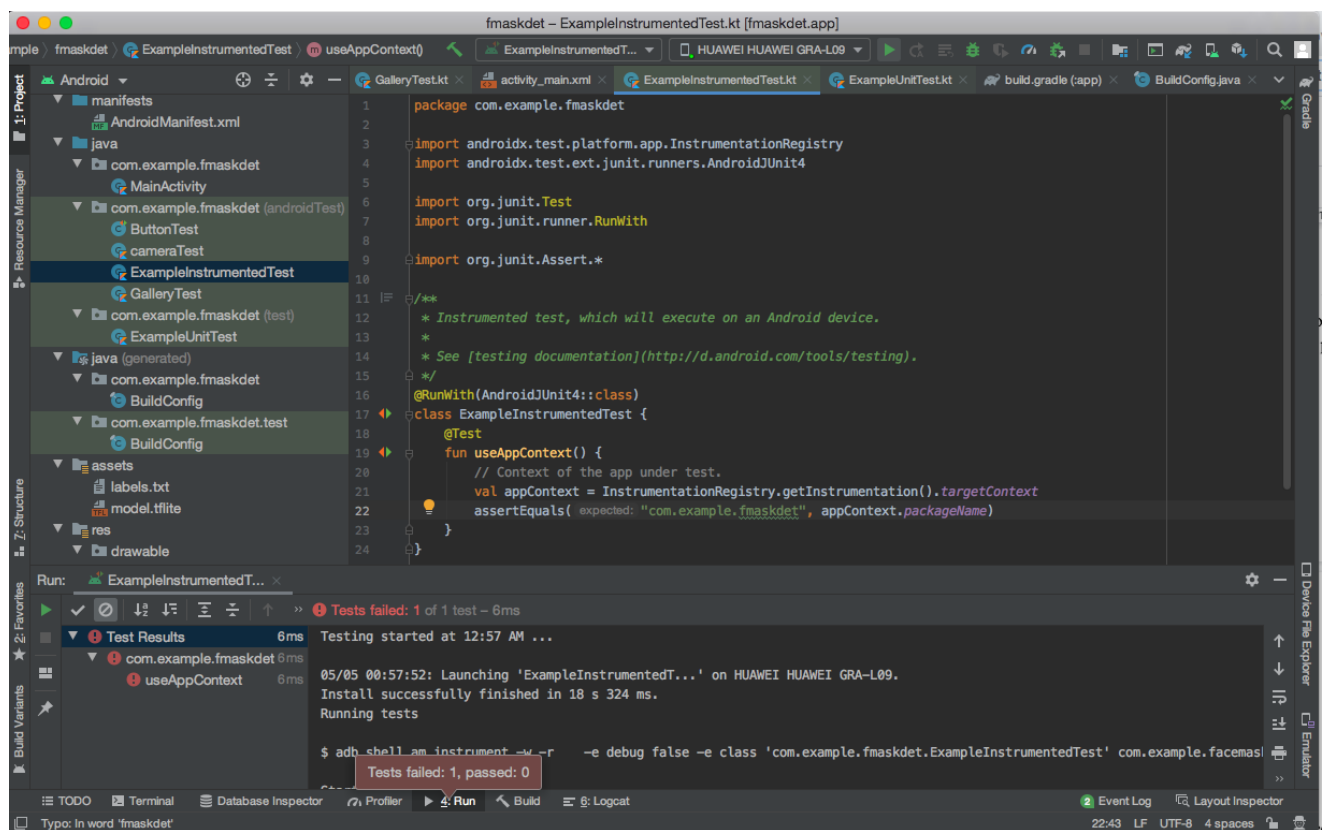 fmaskdet – ExampleInstrumentedTest.kt [fmaskdet.app]
fmaskdet ExampleInstrumentedTest useAppContext() ExampleInstrumentedT... HUAWEI HUAWEI GRA-L09
1: Project
Resource Manager
7: Structure
2: Favorites
Build Variants
Android
manifests
AndroidManifest.xml
java
com.example.fmaskdet
MainActivity
com.example.fmaskdet (androidTest)
ButtonTest
cameraTest
ExampleInstrumentedTest
GalleryTest
com.example.fmaskdet (test)
ExampleUnitTest
java (generated)
com.example.fmaskdet
BuildConfig
com.example.fmaskdet.test
BuildConfig
assets
labels.txt
model.tflite
res
drawable
GalleryTest.kt activity_main.xml ExampleInstrumentedTest.kt ExampleUnitTest.kt build.gradle (:app) BuildConfig.java
1 package com.example.fmaskdet
2
3 import androidx.test.platform.app.InstrumentationRegistry
4 import androidx.test.ext.junit.runners.AndroidJUnit4
5
6 import org.junit.Test
7 import org.junit.runner.RunWith
8
9 import org.junit.Assert.*
10
11 /**
12 * Instrumented test, which will execute on an Android device.
13 *
14 * See [testing documentation](http://d.android.com/tools/testing).
15 */
16 @RunWith(AndroidJUnit4::class)
17 class ExampleInstrumentedTest {
18 @Test
19 fun useAppContext() {
20 // Context of the app under test.
21 val appContext = InstrumentationRegistry.getInstrumentation().targetContext
22 assertEquals( expected: "com.example.fmaskdet", appContext.packageName)
23 }
24 }
Gradle
Device File Explorer
Emulator
Run: ExampleInstrumentedT...
Tests failed: 1 of 1 test – 6ms
Test Results 6ms
com.example.fmaskdet 6ms
useAppContext 6ms
Testing started at 12:57 AM ...
05/05 00:57:52: Launching 'ExampleInstrumentedT...' on HUAWEI HUAWEI GRA-L09.
Install successfully finished in 18 s 324 ms.
Running tests
$ adb shell am instrument -w -r -e debug false -e class 'com.example.fmaskdet.ExampleInstrumentedTest' com.example.facemas
Tests failed: 1, passed: 0
TODO Terminal Database Inspector Profiler 4: Run Build 6: Logcat 2 Event Log Layout Inspector
Typo: In word 'fmaskdet' 22:43 LF UTF-8 4 spaces